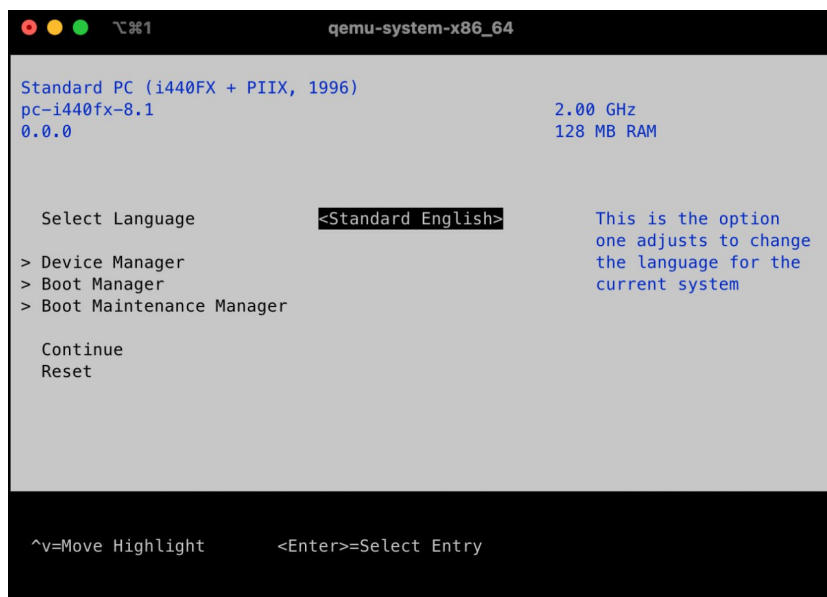 ⌥⌘1 qemu-system-x86_64
Standard PC (i440FX + PIIX, 1996)
pc-i440fx-8.1 2.00 GHz
0.0.0 128 MB RAM
Select Language <Standard English> This is the option
one adjusts to change
> Device Manager the language for the
> Boot Manager current system
> Boot Maintenance Manager
Continue
Reset
^v=Move Highlight <Enter>=Select Entry